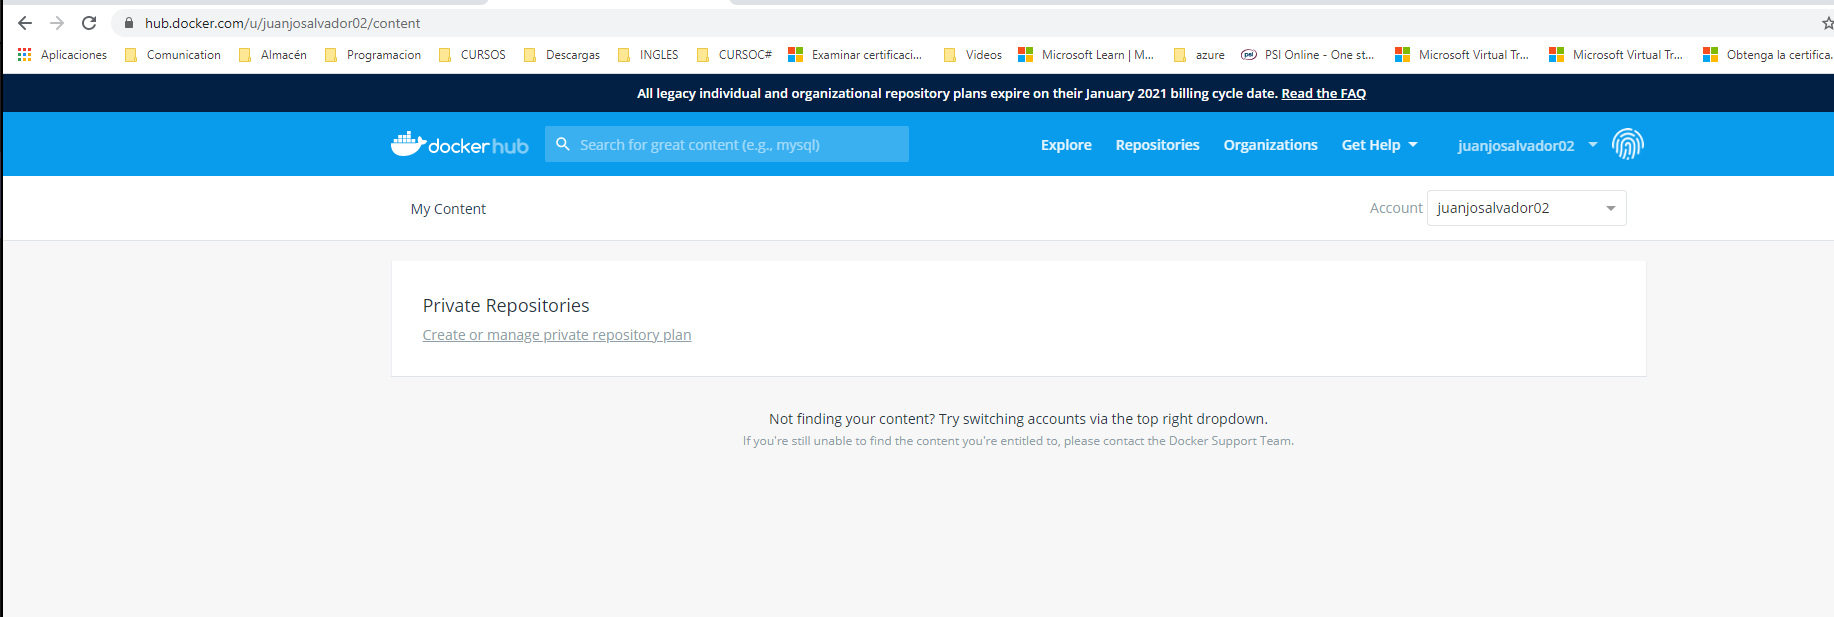 hub.docker.com/u/juanjosalvador02/content
Aplicaciones Comunication Almacén Programacion CURSOS Descargas INGLES CURSOC# Examinar certificaci... Videos Microsoft Learn | M... azure psi PSI Online - One st... Microsoft Virtual Tr... Microsoft Virtual Tr... Obtenga la certifica...
All legacy individual and organizational repository plans expire on their January 2021 billing cycle date. Read the FAQ
dockerhub Search for great content (e.g., mysql) Explore Repositories Organizations Get Help juanjosalvador02
My Content Account juanjosalvador02
Private Repositories
Create or manage private repository plan
Not finding your content? Try switching accounts via the top right dropdown.
If you're still unable to find the content you're entitled to, please contact the Docker Support Team.